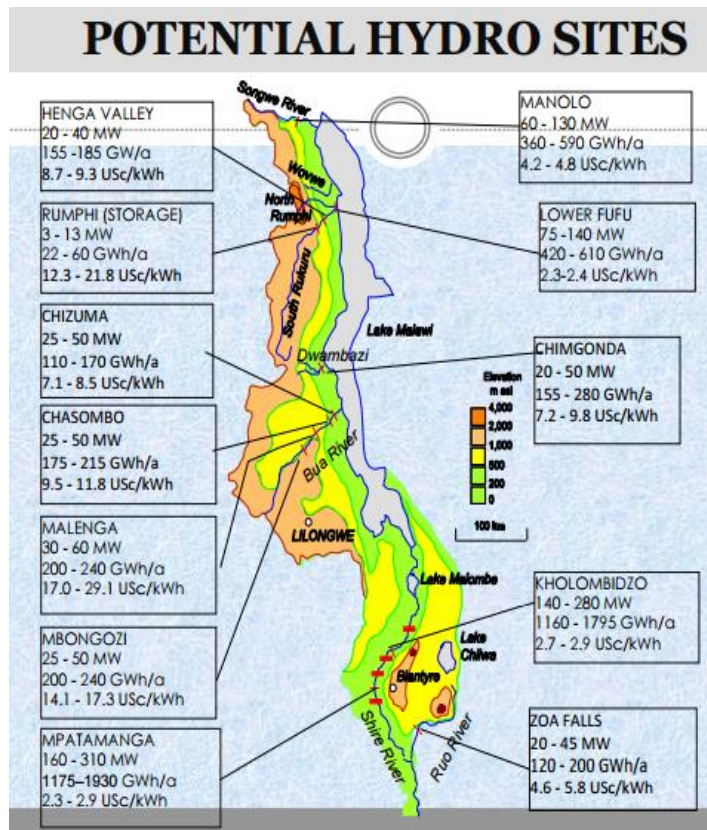 POTENTIAL HYDRO SITES
HENGA VALLEY
20 - 40 MW
155 -185 GW/a
8.7 - 9.3 USc/kWh
RUMPHI (STORAGE)
3 - 13 MW
22 - 60 GWh/a
12.3 - 21.8 USc/kWh
CHIZUMA
25 - 50 MW
110 - 170 GWh/a
7.1 - 8.5 USc/kWh
CHASOMBO
25 - 50 MW
175 - 215 GWh/a
9.5 - 11.8 USc/kWh
MALENGA
30 - 60 MW
200 - 240 GWh/a
17.0 - 29.1 USc/kWh
MBONGOZI
25 - 50 MW
200 - 240 GWh/a
14.1 - 17.3 USc/kWh
MPATAMANGA
160 - 310 MW
1175–1930 GWh/a
2.3 - 2.9 USc/kWh
Songwe River
Wovwe
North
Rumphi
South Rukuru
Lake Malawi
Dwambazi
Bua River
LILONGWE
Lake Malombe
Lake
Chilwa
Blantyre
Shire River
Ruo River
Elevation
m asl
4,000
2,000
1,000
500
200
0
100 km
MANOLO
60 - 130 MW
360 - 590 GWh/a
4.2 - 4.8 USc/kWh
LOWER FUFU
75 -140 MW
420 - 610 GWh/a
2.3-2.4 USc/kWh
CHIMGONDA
20 - 50 MW
155 - 280 GWh/a
7.2 - 9.8 USc/kWh
KHOLOMBIDZO
140 - 280 MW
1160 - 1795 GWh/a
2.7 - 2.9 USc/kWh
ZOA FALLS
20 - 45 MW
120 - 200 GWh/a
4.6 - 5.8 USc/kWh